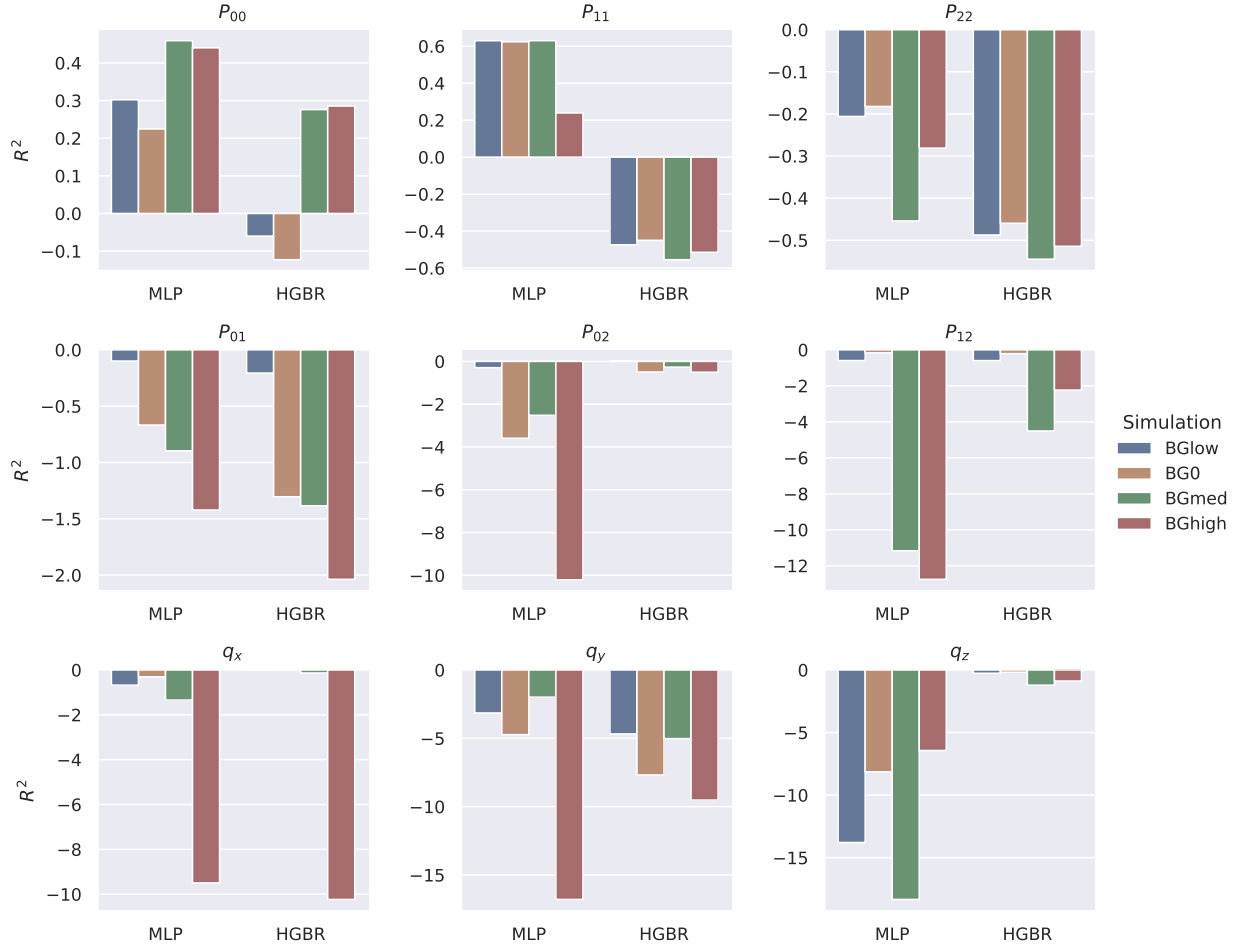 P₀₀
R²
0.4
0.3
0.2
0.1
0.0
−0.1
MLP HGBR
P₁₁
0.6
0.4
0.2
0.0
−0.2
−0.4
−0.6
MLP HGBR
P₂₂
0.0
−0.1
−0.2
−0.3
−0.4
−0.5
MLP HGBR
P₀₁
R²
0.0
−0.5
−1.0
−1.5
−2.0
MLP HGBR
P₀₂
0
−2
−4
−6
−8
−10
MLP HGBR
P₁₂
0
−2
−4
−6
−8
−10
−12
MLP HGBR
Simulation
BGlow
BG0
BGmed
BGhigh
qₓ
R²
0
−2
−4
−6
−8
−10
MLP HGBR
q_y
0
−5
−10
−15
MLP HGBR
q_z
0
−5
−10
−15
MLP HGBR